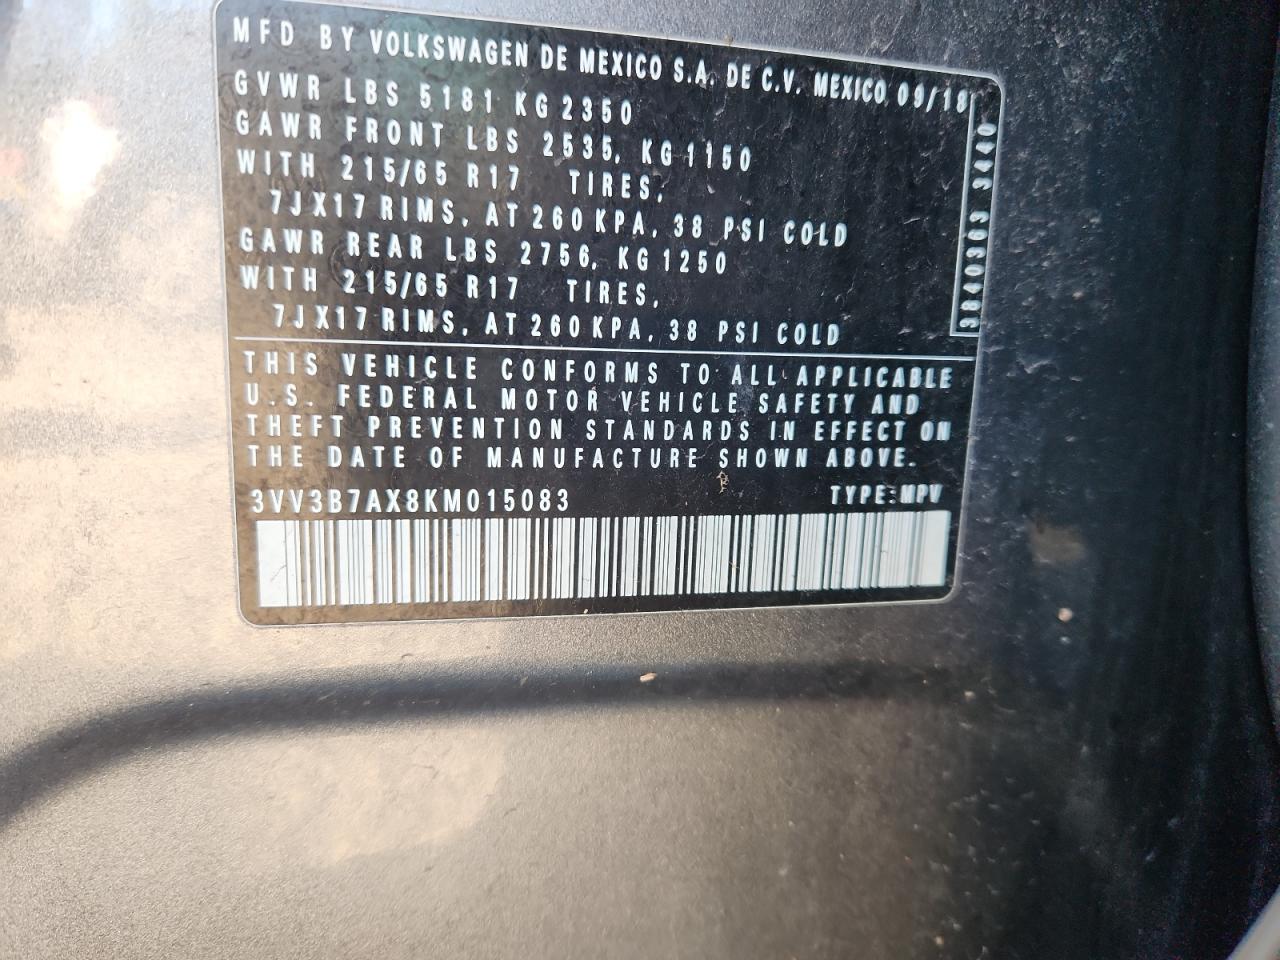 MFD BY VOLKSWAGEN DE MEXICO S.A. DE C.V. MEXICO 09/18
GVWR LBS 5181 KG 2350
GAWR FRONT LBS 2535, KG 1150
WITH 215/65 R17 TIRES,
7JX17 RIMS, AT 260 KPA, 38 PSI COLD
GAWR REAR LBS 2756, KG 1250
WITH 215/65 R17 TIRES,
7JX17 RIMS, AT 260 KPA, 38 PSI COLD
THIS VEHICLE CONFORMS TO ALL APPLICABLE
U.S. FEDERAL MOTOR VEHICLE SAFETY AND
THEFT PREVENTION STANDARDS IN EFFECT ON
THE DATE OF MANUFACTURE SHOWN ABOVE.
3VV3B7AX8KM015083 TYPE:MPV